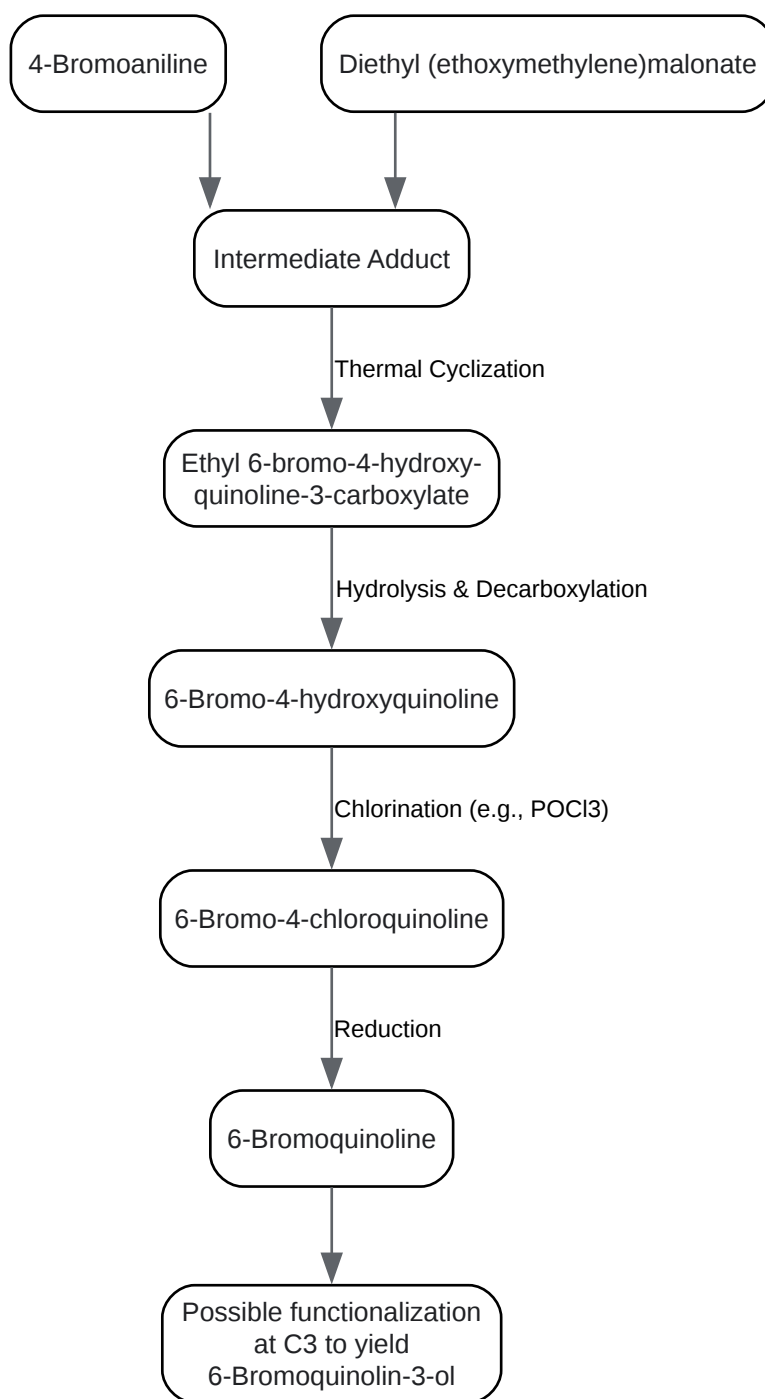 4-Bromoaniline
Diethyl (ethoxymethylene)malonate
Intermediate Adduct
Thermal Cyclization
Ethyl 6-bromo-4-hydroxy-
quinoline-3-carboxylate
Hydrolysis & Decarboxylation
6-Bromo-4-hydroxyquinoline
Chlorination (e.g., POCl3)
6-Bromo-4-chloroquinoline
Reduction
6-Bromoquinoline
Possible functionalization
at C3 to yield
6-Bromoquinolin-3-ol